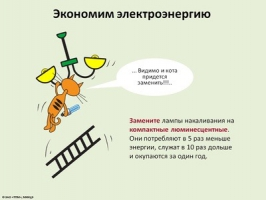 Экономим электроэнергию
... Видимо и кота
придется
заменить!!!..
Замените лампы накаливания на
компактные люминесцентные.
Они потребляют в 5 раз меньше
энергии, служат в 10 раз дольше
и окупаются за один год.